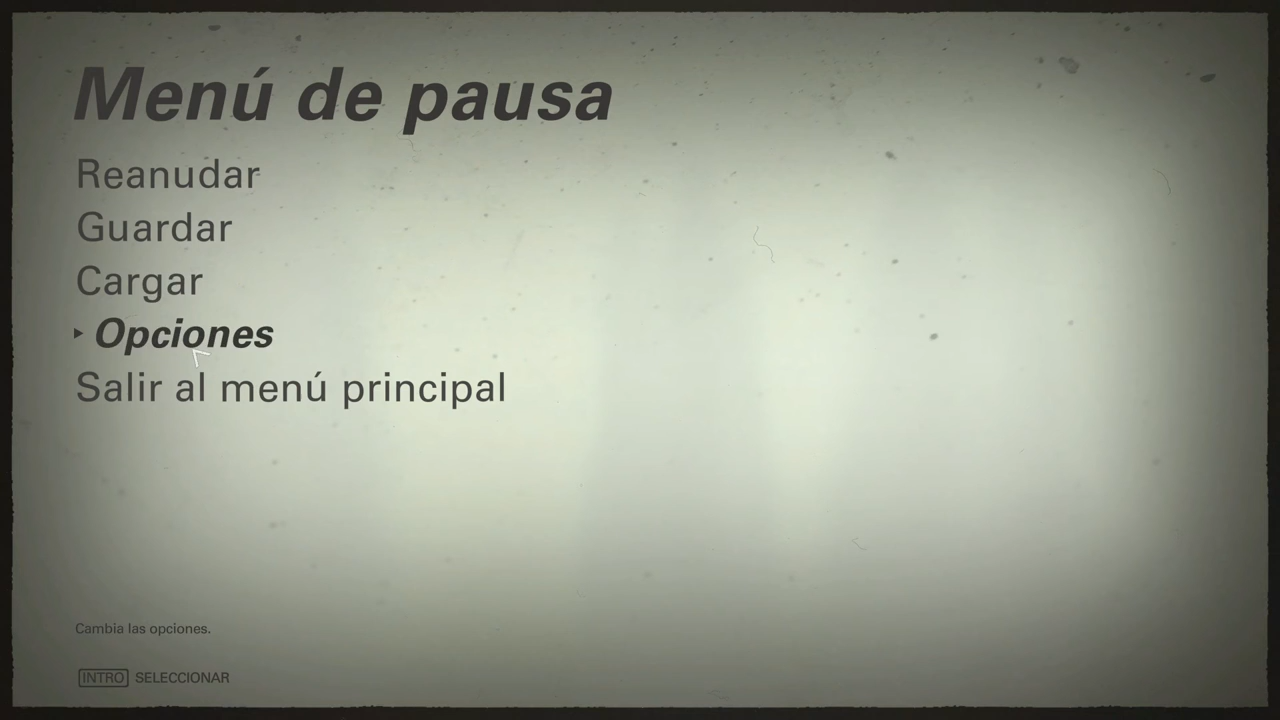 Menú de pausa
Reanudar
Guardar
Cargar
Opciones
Salir al menú principal
Cambia las opciones.
INTRO SELECCIONAR